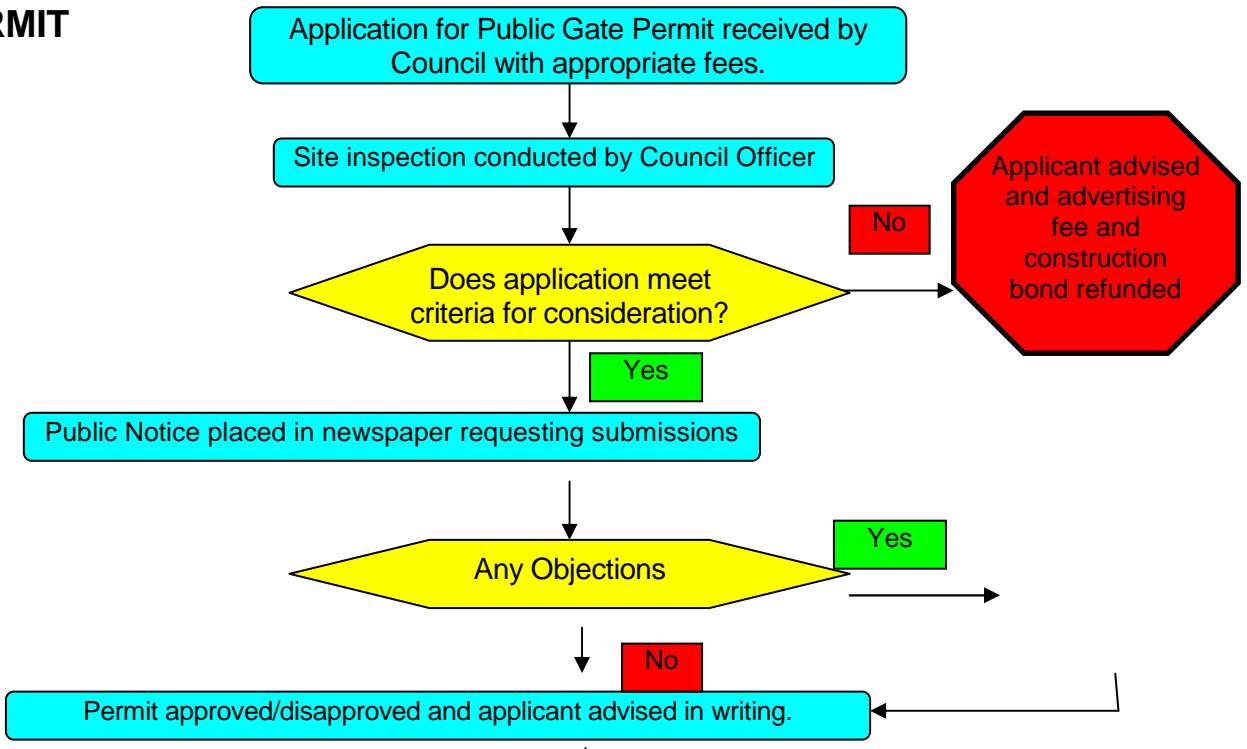 RMIT
Application for Public Gate Permit received by
Council with appropriate fees.
Site inspection conducted by Council Officer
No
Applicant advised
and advertising
fee and
construction
bond refunded
Does application meet
criteria for consideration?
Yes
Public Notice placed in newspaper requesting submissions
Yes
Any Objections
No
Permit approved/disapproved and applicant advised in writing.